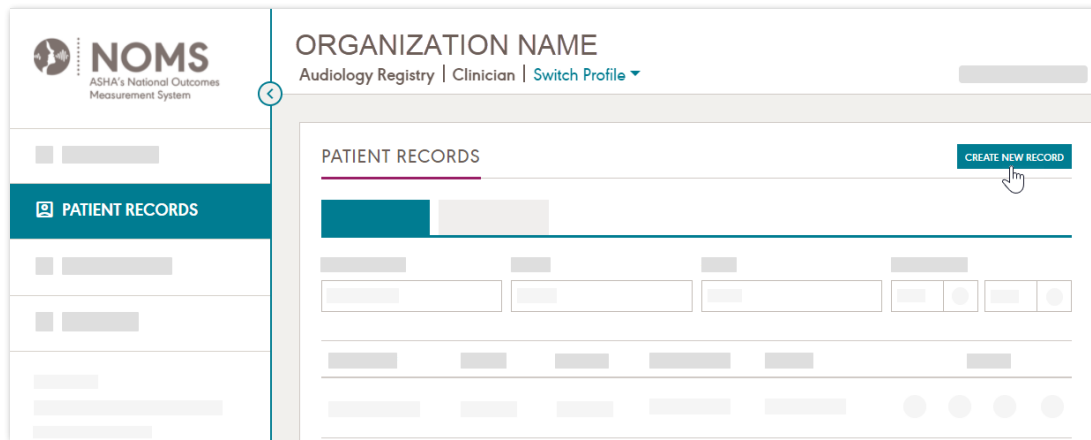 NOMS
ASHA's National Outcomes
Measurement System
ORGANIZATION NAME
Audiology Registry | Clinician | Switch Profile
PATIENT RECORDS
CREATE NEW RECORD
PATIENT RECORDS